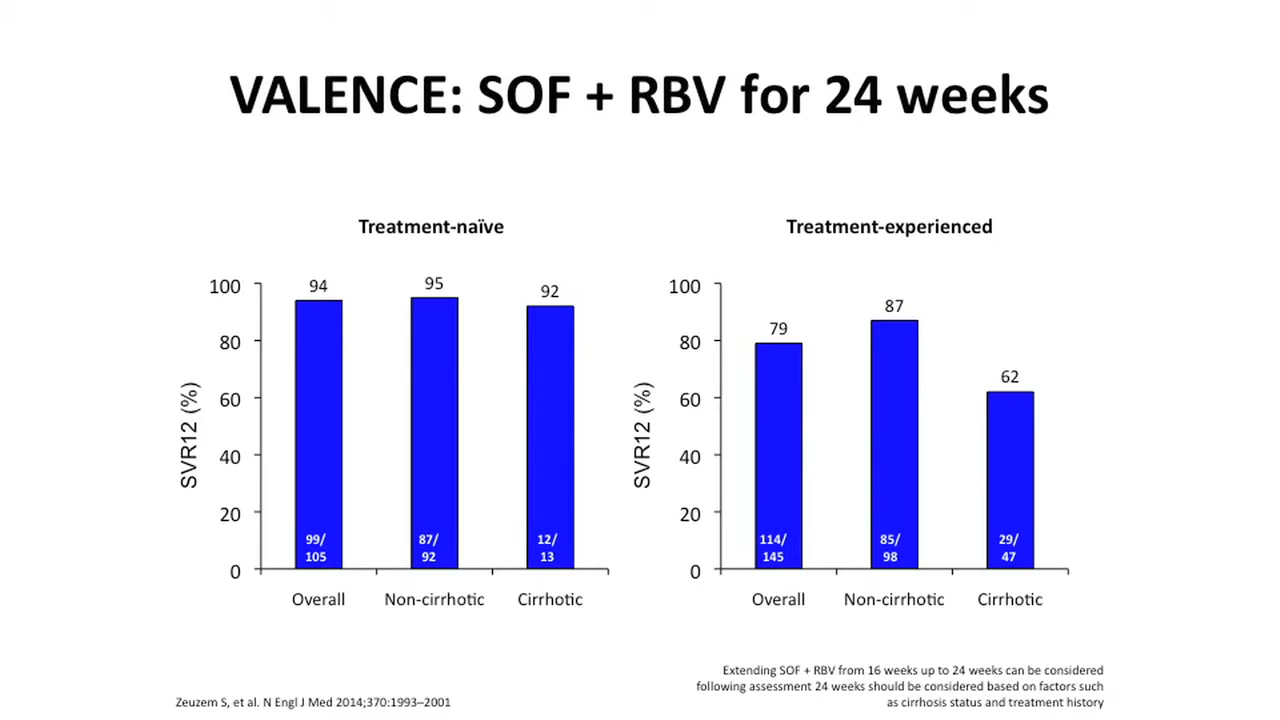 VALENCE: SOF + RBV for 24 weeks
Treatment-naïve
SVR12 (%)
100
80
60
40
20
0
94
95
92
99/
105
87/
92
12/
13
Overall
Non-cirrhotic
Cirrhotic
Treatment-experienced
SVR12 (%)
100
80
60
40
20
0
79
87
62
114/
145
85/
98
29/
47
Overall
Non-cirrhotic
Cirrhotic
Extending SOF + RBV from 16 weeks up to 24 weeks can be considered
following assessment 24 weeks should be considered based on factors such
as cirrhosis status and treatment history
Zeuzem S, et al. N Engl J Med 2014;370:1993–2001